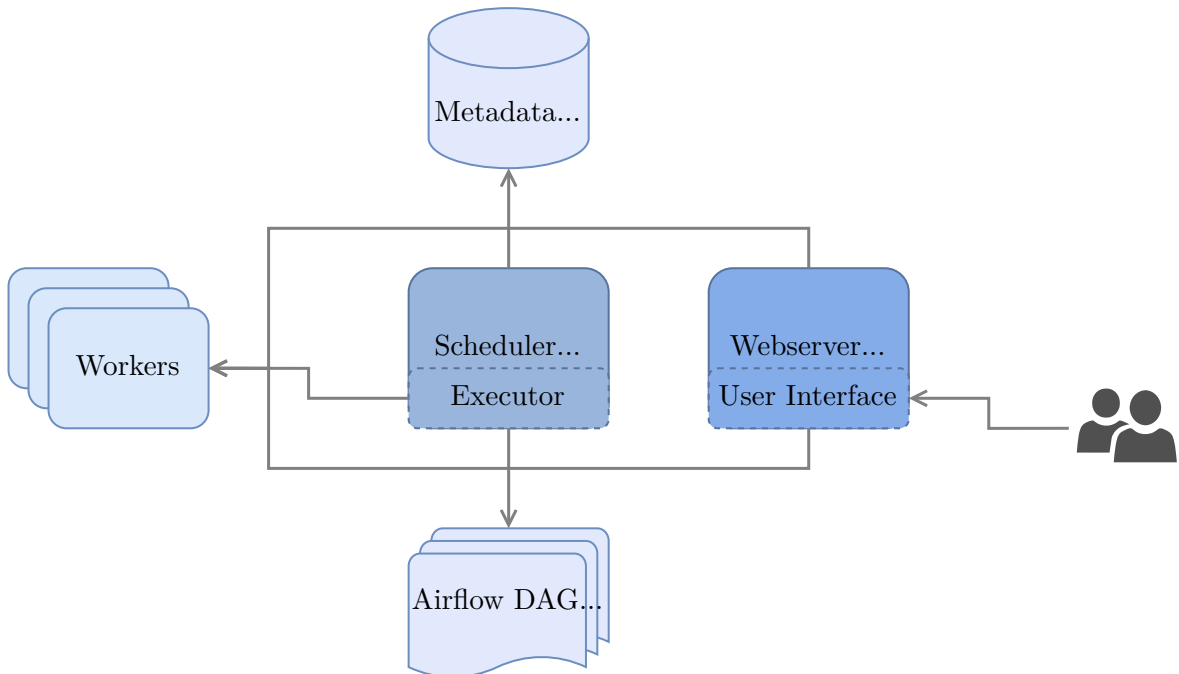 Metadata...
Scheduler...
Webserver...
Workers
Executor
User Interface
Airflow DAG...